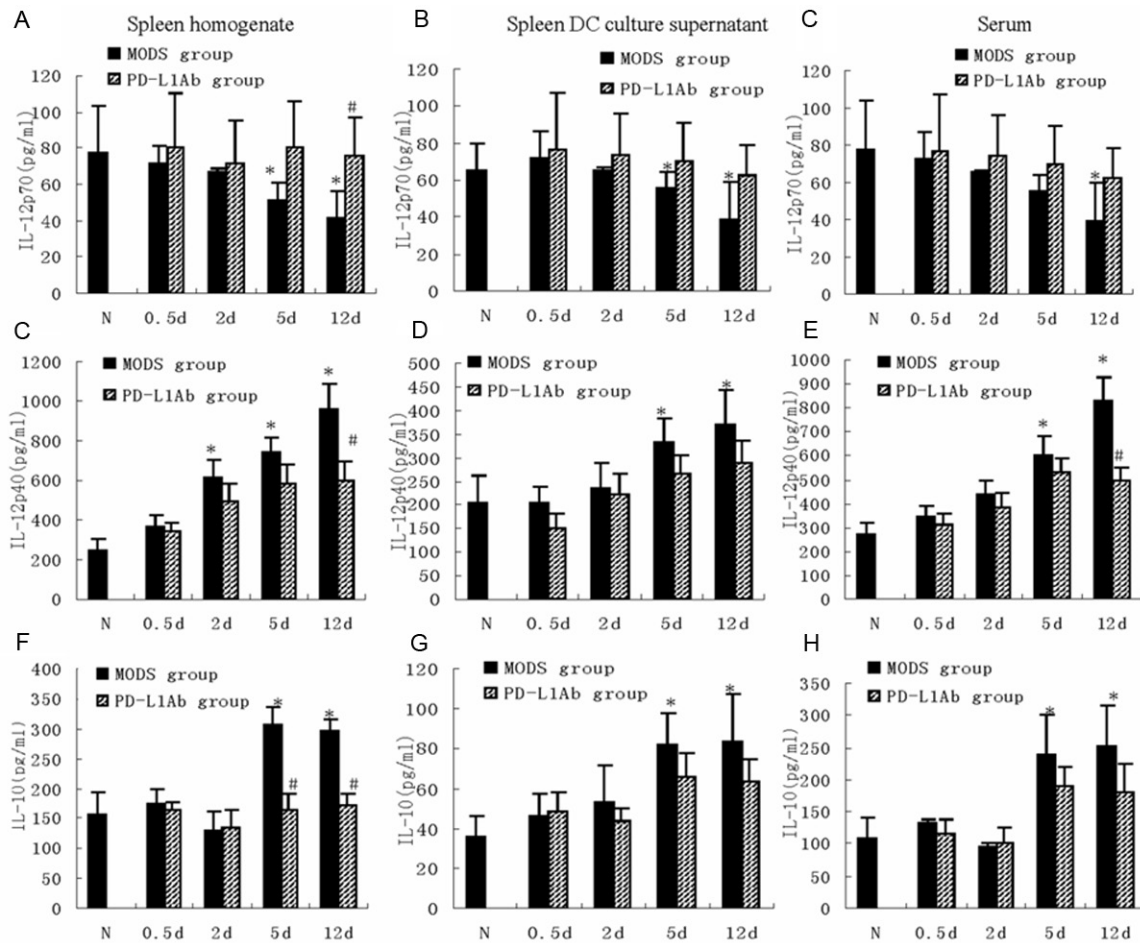 A
Spleen homogenate
MODS group
PD-L1Ab group
IL-12p70(pg/ml)
120
100
80
60
40
20
0
*
*
#
N 0.5d 2d 5d 12d
B
Spleen DC culture supernatant
MODS group
PD-L1Ab group
IL-12p70(pg/ml)
120
100
80
60
40
20
0
*
*
N 0.5d 2d 5d 12d
C
Serum
MODS group
PD-L1Ab group
IL-12p70(pg/ml)
120
100
80
60
40
20
0
*
N 0.5d 2d 5d 12d
C
MODS group
PD-L1Ab group
IL-12p40(pg/ml)
1200
1000
800
600
400
200
0
*
*
*
#
N 0.5d 2d 5d 12d
D
MODS group
PD-L1Ab group
IL-12p40(pg/ml)
500
450
400
350
300
250
200
150
100
50
0
*
*
N 0.5d 2d 5d 12d
E
MODS group
PD-L1Ab group
IL-12p40(pg/ml)
1000
900
800
700
600
500
400
300
200
100
0
*
*
#
N 0.5d 2d 5d 12d
F
MODS group
PD-L1Ab group
IL-10(pg/ml)
400
350
300
250
200
150
100
50
0
*
*
#
#
N 0.5d 2d 5d 12d
G
MODS group
PD-L1Ab group
IL-10(pg/ml)
120
100
80
60
40
20
0
*
*
N 0.5d 2d 5d 12d
H
MODS group
PD-L1Ab group
IL-10(pg/ml)
350
300
250
200
150
100
50
0
*
*
N 0.5d 2d 5d 12d